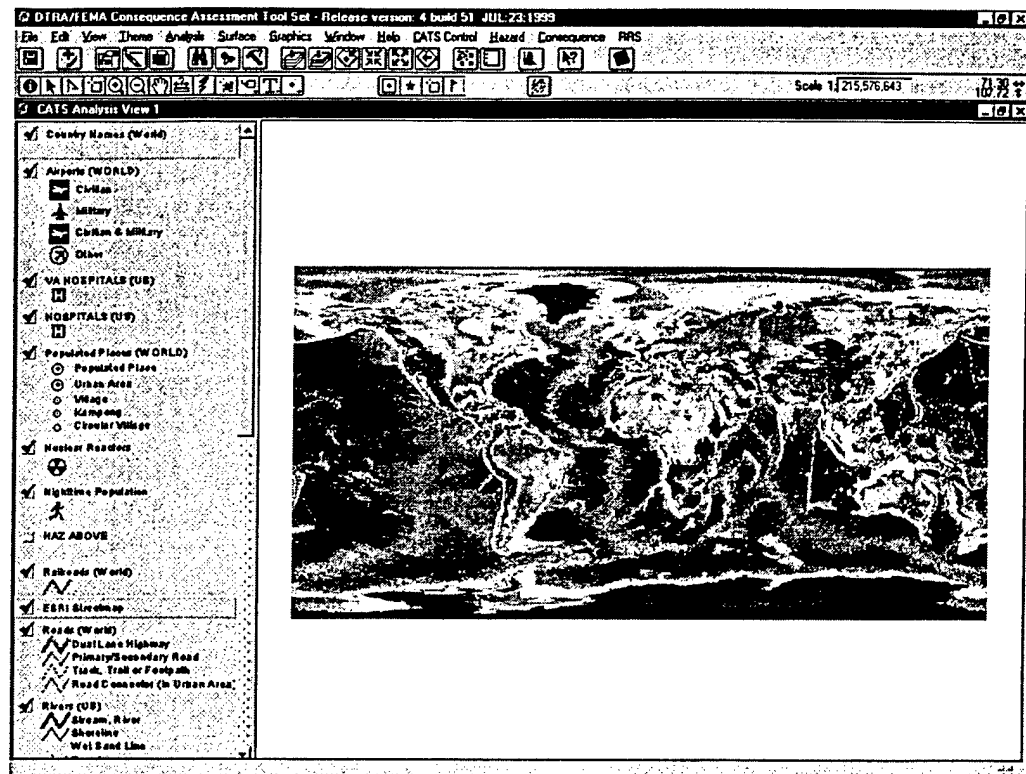 DTRA/FEMA Consequence Assessment Tool Set - Release version: 4 build 51 JUL:23:1999
File Edit View Theme Analysis Surface Graphics Window Help CATS Control Hazard Consequence RRS
Scale 1: 215,576,643
71.30
107.72
CATS Analysis View 1
Country Names (World)
Airports (WORLD)
Civilian
Military
Civilian & Military
Other
VA HOSPITALS (US)
H
HOSPITALS (US)
H
Populated Places (WORLD)
Populated Place
Urban Area
Village
Kampong
Circular Village
Nuclear Reactors
Nighttime Population
HAZ ABOVE
Railroads (World)
ESRI Streetmap
Roads (World)
Dual Lane Highway
Primary/Secondary Road
Track, Trail or Footpath
Road Connector (In Urban Area)
Rivers (US)
Stream, River
Shoreline
Wet Sand Line